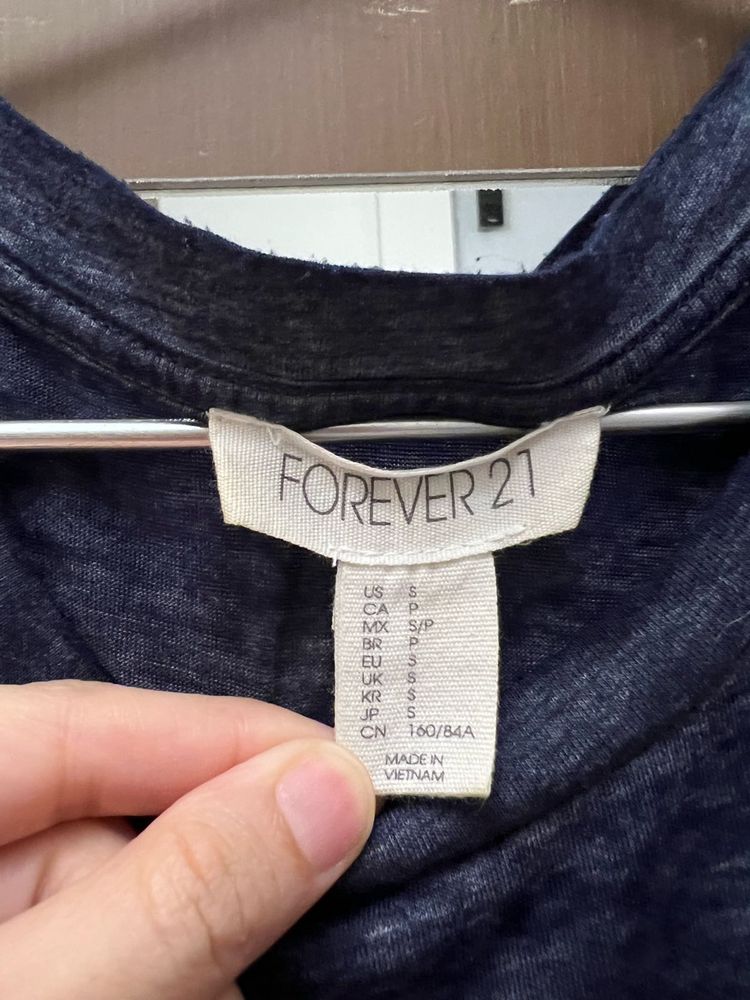 FOREVER 21
US S
CA P
MX S/P
BR P
EU S
UK S
KR S
JP S
CN 160/84A
MADE IN
VIETNAM